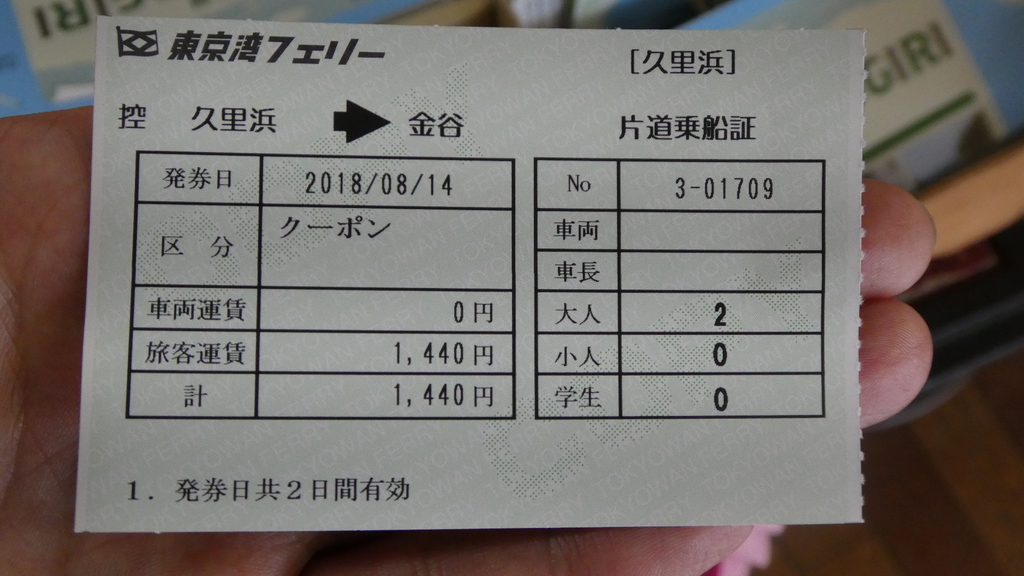 東京湾フェリー
[久里浜]
控 久里浜 ➡ 金谷
片道乗船証
発券日 2018/08/14
区分 クーポン
車両運賃 0円
旅客運賃 1,440円
計 1,440円
No 3-01709
車両
車長
大人 2
小人 0
学生 0
1. 発券日共2日間有効